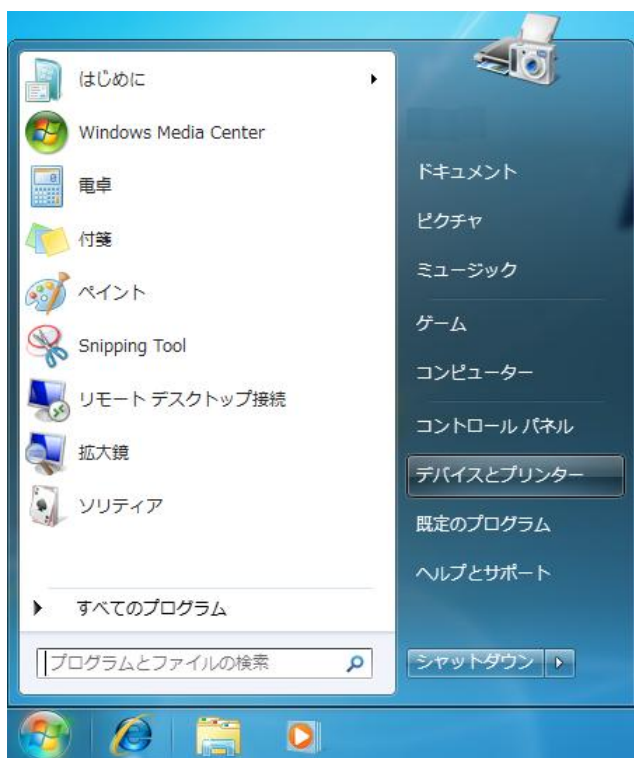 はじめに
Windows Media Center
電卓
付箋
ペイント
Snipping Tool
リモート デスクトップ接続
拡大鏡
ソリティア
すべてのプログラム
プログラムとファイルの検索
ドキュメント
ピクチャ
ミュージック
ゲーム
コンピューター
コントロール パネル
デバイスとプリンター
既定のプログラム
ヘルプとサポート
シャットダウン